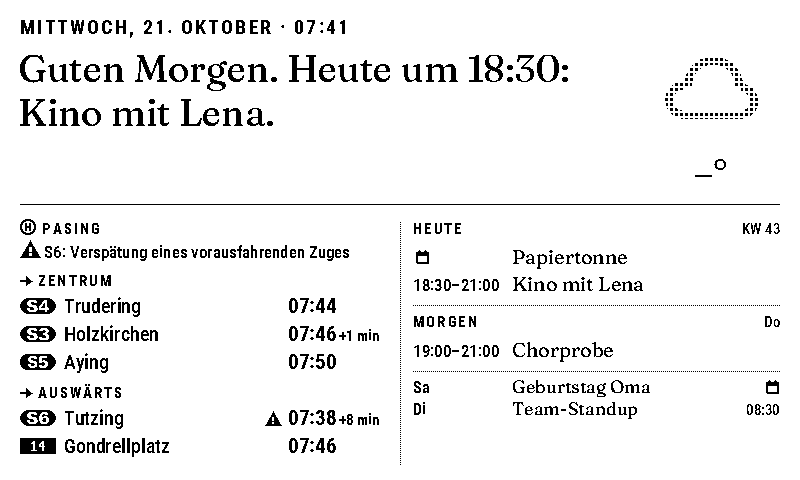 MITTWOCH, 21. OKTOBER · 07:41
Guten Morgen. Heute um 18:30:
Kino mit Lena.
_°
H PASING
S6: Verspätung eines vorausfahrenden Zuges
→ ZENTRUM
S4 Trudering 07:44
S3 Holzkirchen 07:46 +1 min
S5 Aying 07:50
→ AUSWÄRTS
S6 Tutzing 07:38 +8 min
14 Gondrellplatz 07:46
HEUTE KW 43
Papiertonne
18:30–21:00 Kino mit Lena
MORGEN Do
19:00–21:00 Chorprobe
Sa Geburtstag Oma
Di Team-Standup 08:30